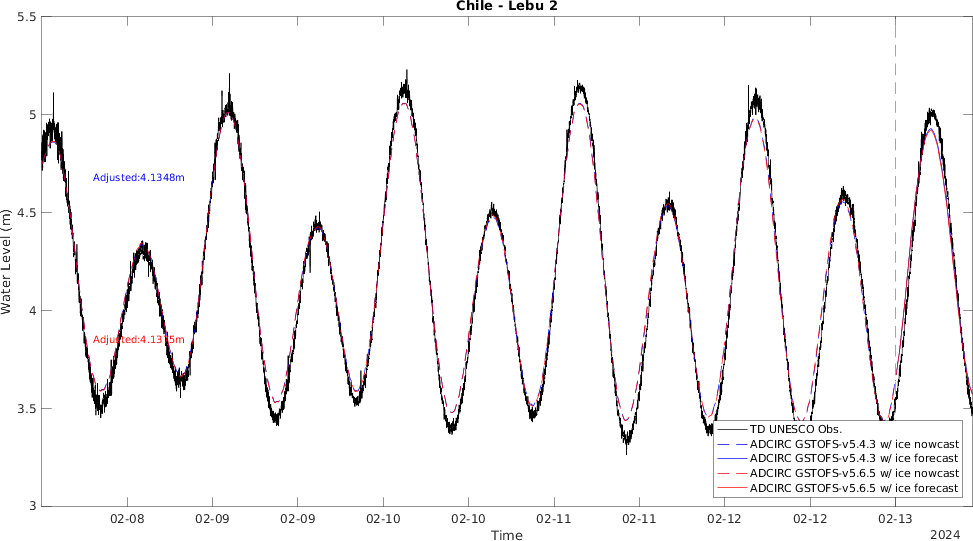 Chile - Lebu 2
5.5
5
4.5
4
3.5
3
Water Level (m)
Adjusted:4.1348m
Adjusted:4.1375m
TD UNESCO Obs.
ADCIRC GSTOFS-v5.4.3 w/ ice nowcast
ADCIRC GSTOFS-v5.4.3 w/ ice forecast
ADCIRC GSTOFS-v5.6.5 w/ ice nowcast
ADCIRC GSTOFS-v5.6.5 w/ ice forecast
02-08 02-09 02-09 02-10 02-10 02-11 02-11 02-12 02-12 02-13
Time
2024